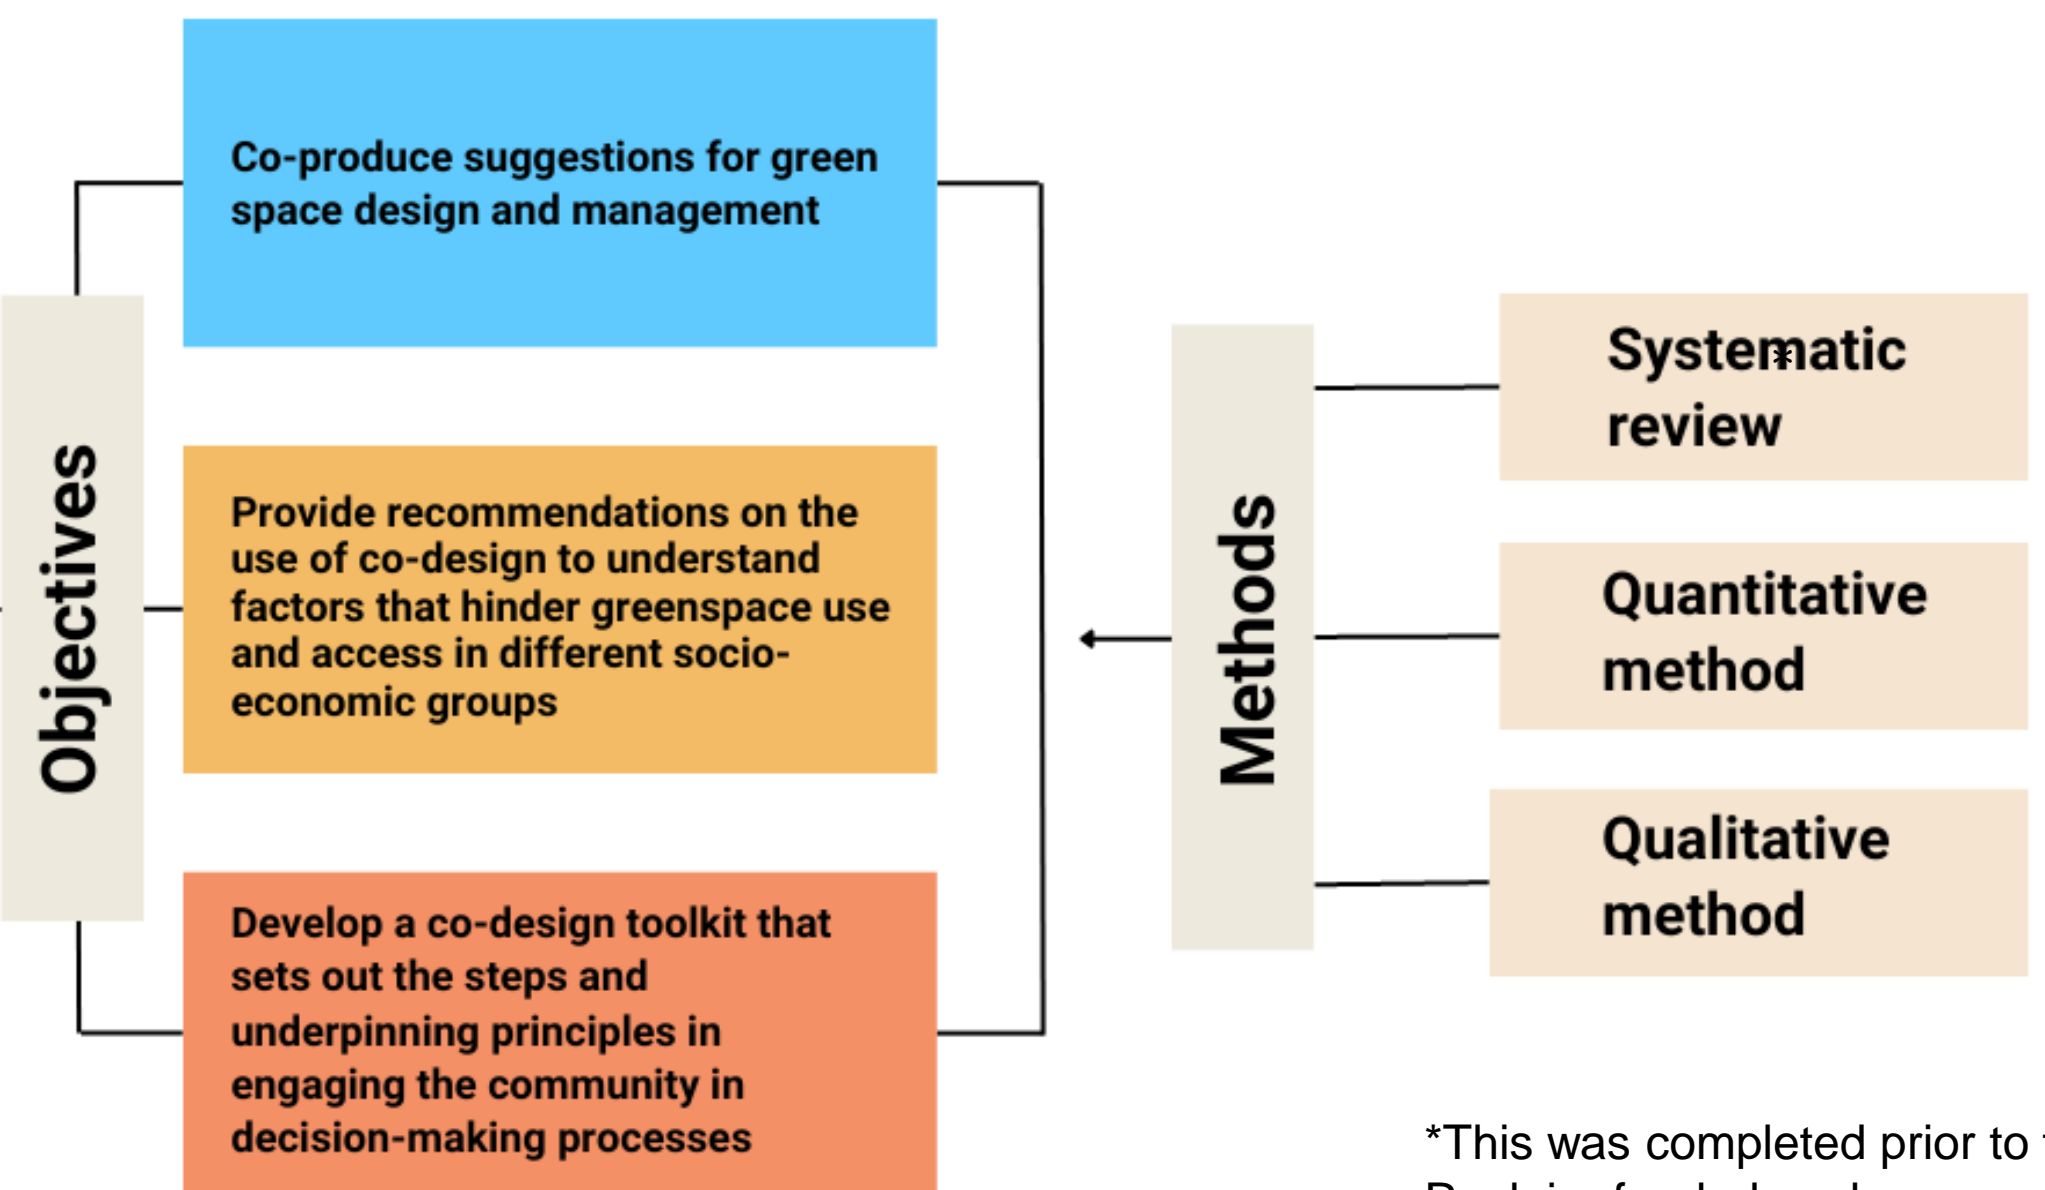 Objectives
Co-produce suggestions for green
space design and management
Provide recommendations on the
use of co-design to understand
factors that hinder greenspace use
and access in different socio-
economic groups
Develop a co-design toolkit that
sets out the steps and
underpinning principles in
engaging the community in
decision-making processes
Methods
Systematic
*
review
Quantitative
method
Qualitative
method
*This was completed prior to